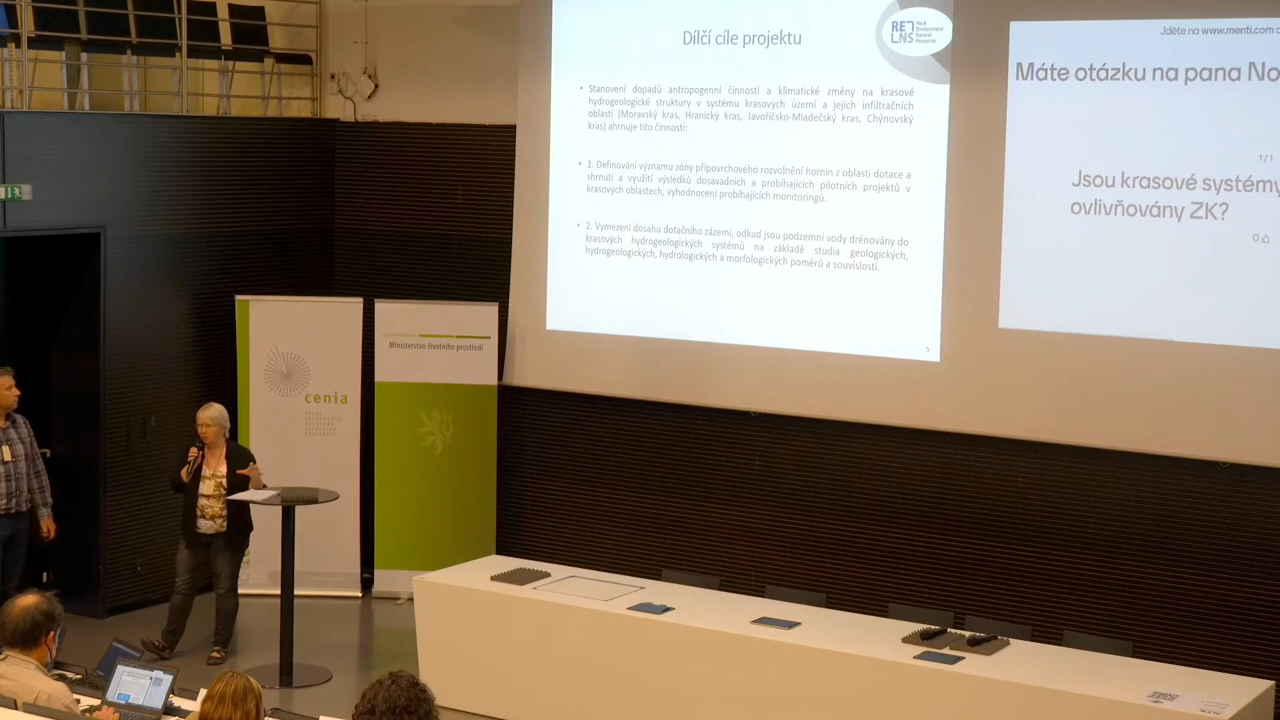 Dílčí cíle projektu
RE
LNS
Rock
Environment
Natural
Resources
• Stanovení dopadů antropogenní činnosti a klimatické změny na krasové
hydrogeologické struktury v systému krasových území a jejich infiltračních
oblastí (Moravský kras, Hranický kras, Javoříčsko-Mladečský kras, Chýnovský
kras) ahrnuje tito činnosti:
• 1. Definování významu zóny přípovrchového rozvolnění hornin z oblasti dotace a
shrnutí a využití výsledků dosavadních a probíhajících pilotních projektů v
krasových oblastech, vyhodnocení probíhajících monitoringů.
• 2. Vymezení dosahu dotačního zázemí, odkud jsou podzemní vody drénovány do
krasových hydrogeologických systémů na základě studia geologických,
hydrogeologických, hydrologických a morfologických poměrů a souvislostí.
5
Jděte na www.menti.com
Máte otázku na pana No
1/1
Jsou krasové systémy
ovlivňovány ZK?
0
cenia
Ministerstvo životního prostředí